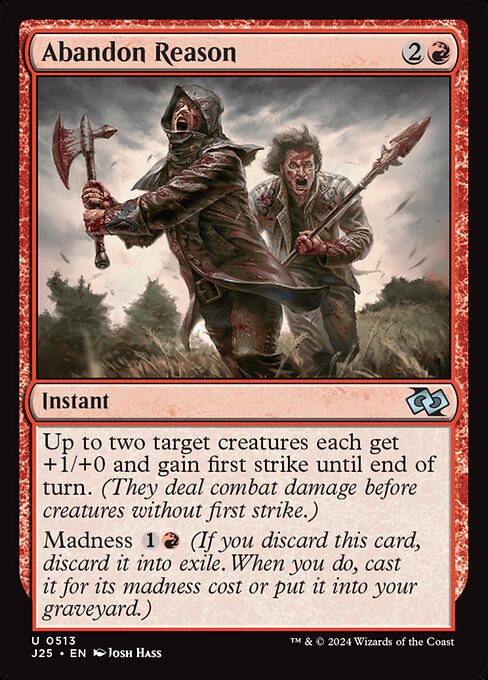 Abandon Reason 2
Instant
Up to two target creatures each get
+1/+0 and gain first strike until end of
turn. (They deal combat damage before
creatures without first strike.)
Madness 1 (If you discard this card,
discard it into exile. When you do, cast
it for its madness cost or put it into your
graveyard.)
U 0513
J25 • EN Josh Hass
™ & © 2024 Wizards of the Coast